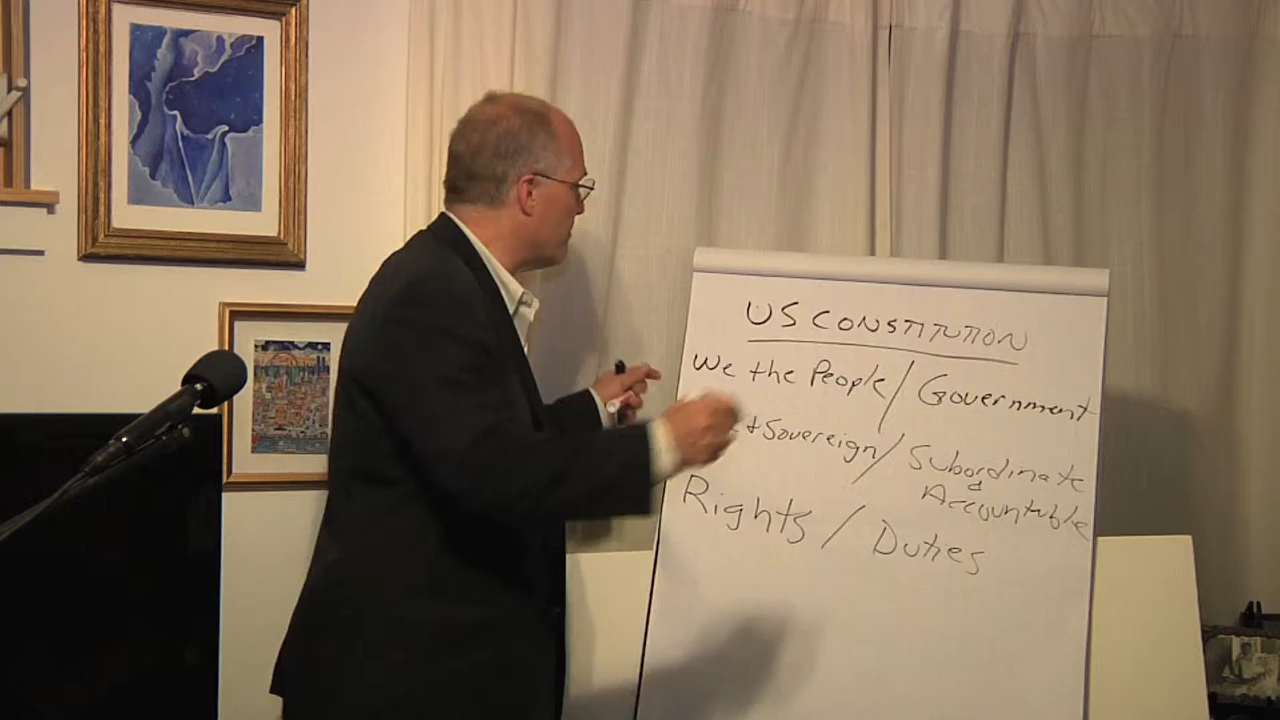 US CONSTITUTION
We the People / Government
+ Sovereign / Subordinate
& Accountable
Rights / Duties